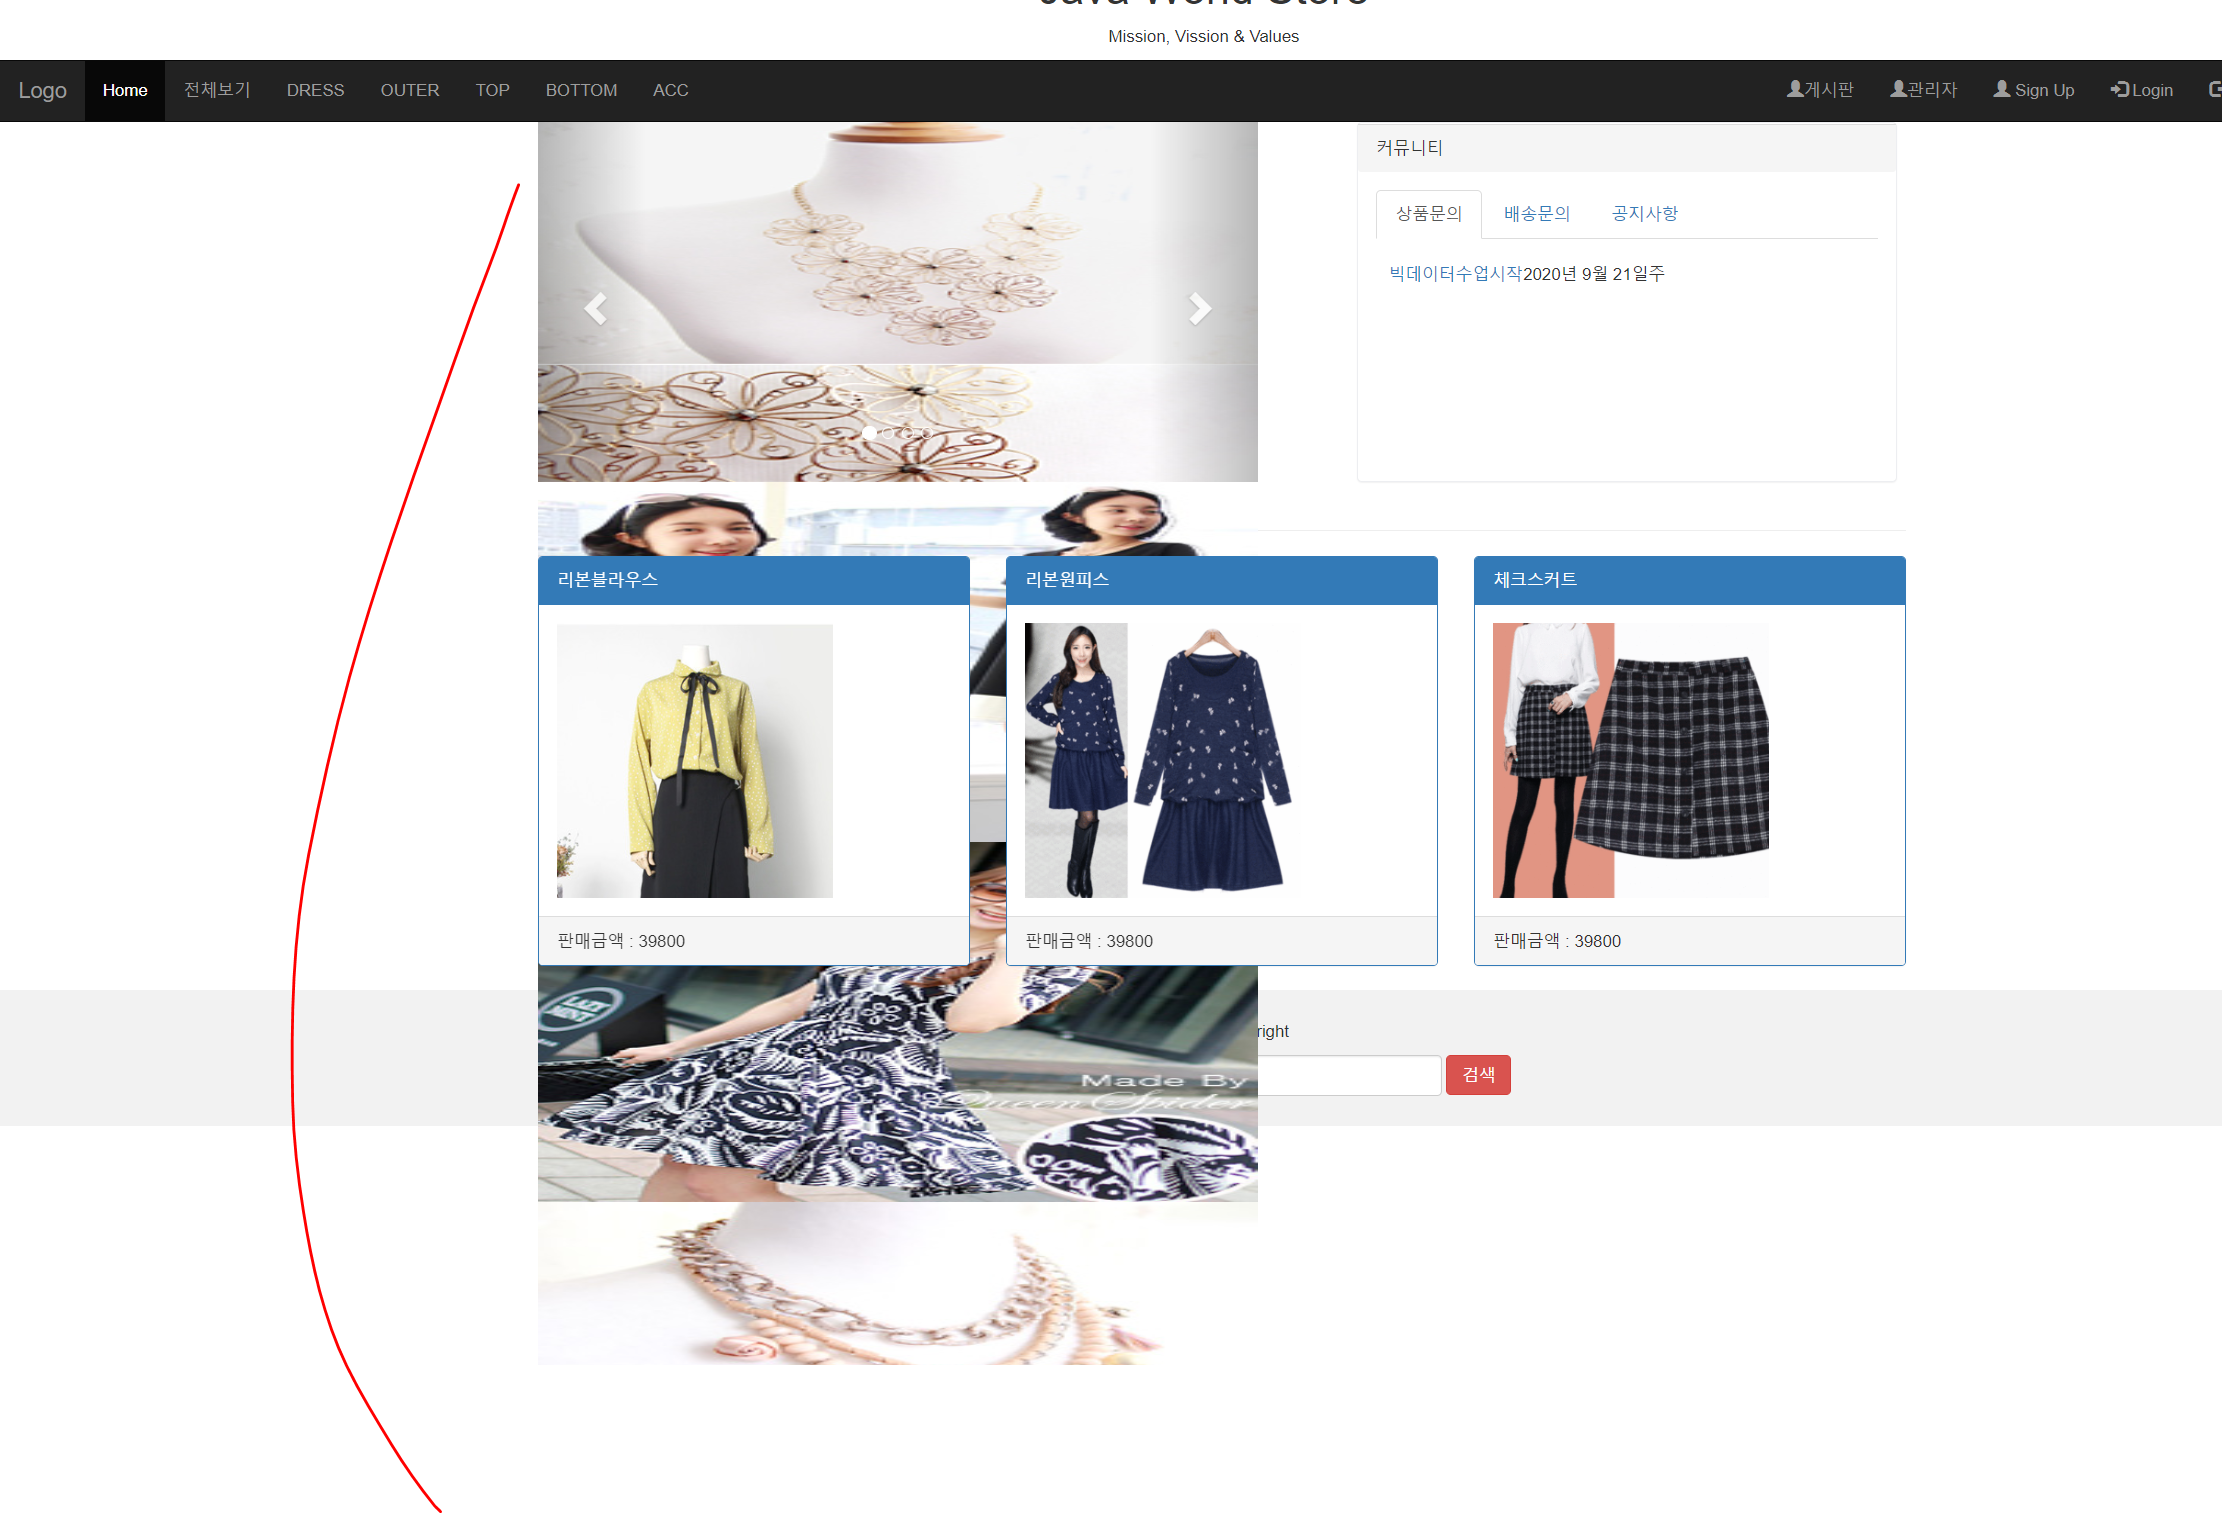 Java World Store
Mission, Vission & Values
Logo Home 전체보기 DRESS OUTER TOP BOTTOM ACC 게시판 관리자 Sign Up Login
커뮤니티
상품문의 배송문의 공지사항
빅데이터수업시작2020년 9월 21일주
리본블라우스 리본원피스 체크스커트
판매금액 : 39800 판매금액 : 39800 판매금액 : 39800
LAZY
MINT
right
검색
Made By
Queen Spider